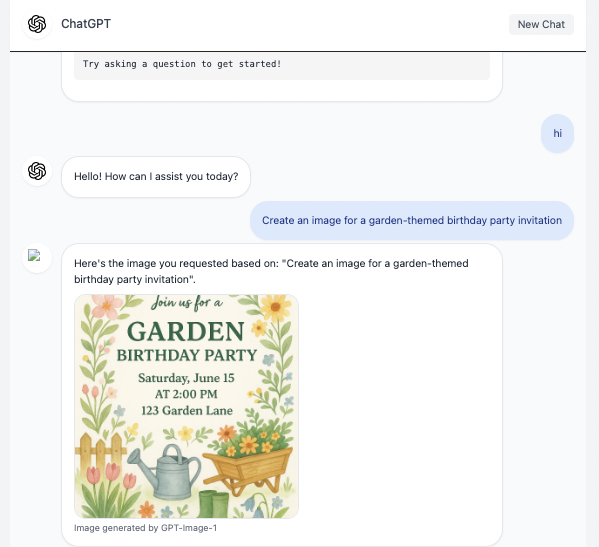 ChatGPT
New Chat
Try asking a question to get started!
hi
Hello! How can I assist you today?
Create an image for a garden-themed birthday party invitation
Here's the image you requested based on: "Create an image for a garden-themed
birthday party invitation".
Join us for a
GARDEN
BIRTHDAY PARTY
Saturday, June 15
AT 2:00 PM
123 Garden Lane
Image generated by GPT-Image-1